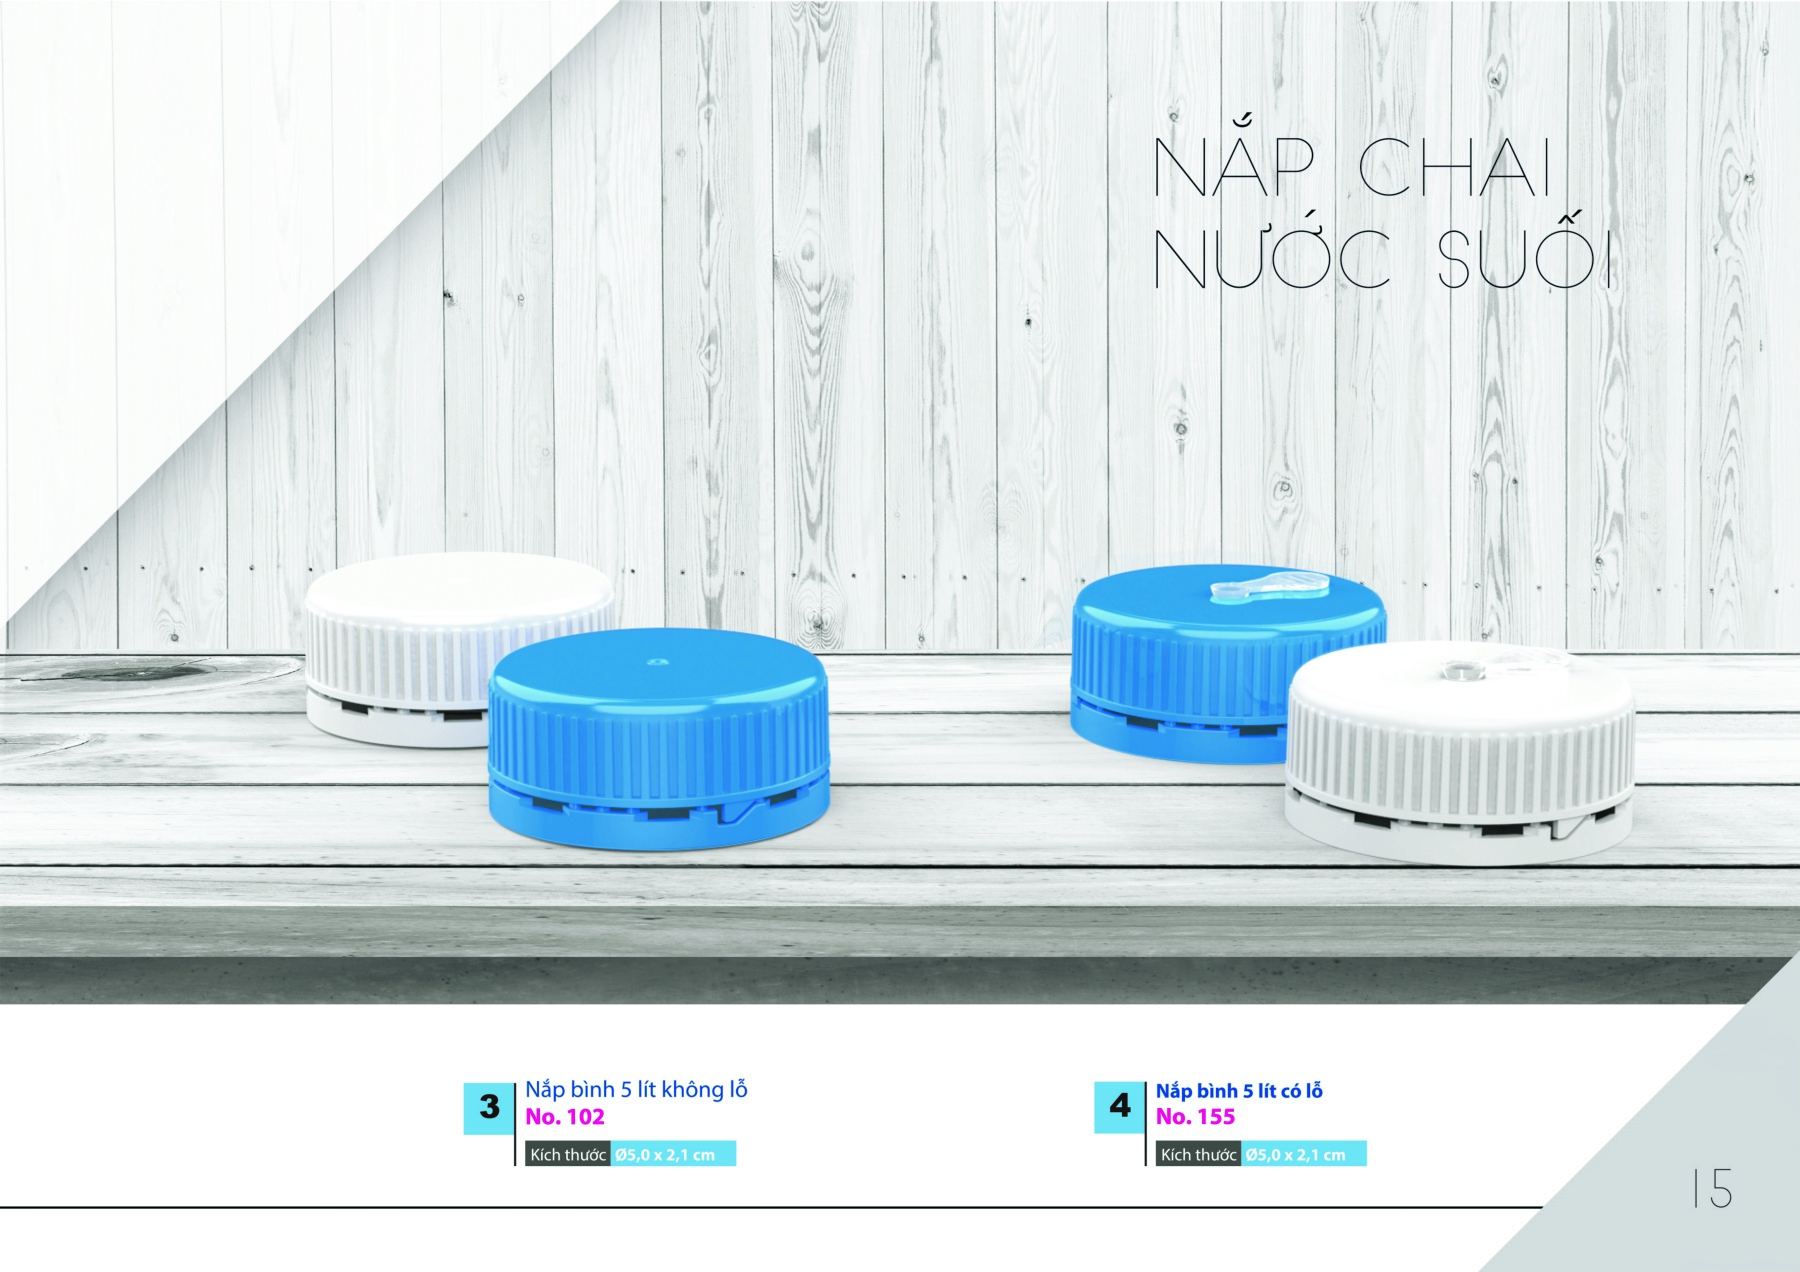 NẮP CHAI
NƯỚC SUỐI
3
Nắp bình 5 lít không lỗ
No. 102
Kích thước Ø5,0 x 2,1 cm
4
Nắp bình 5 lít có lỗ
No. 155
Kích thước Ø5,0 x 2,1 cm
15